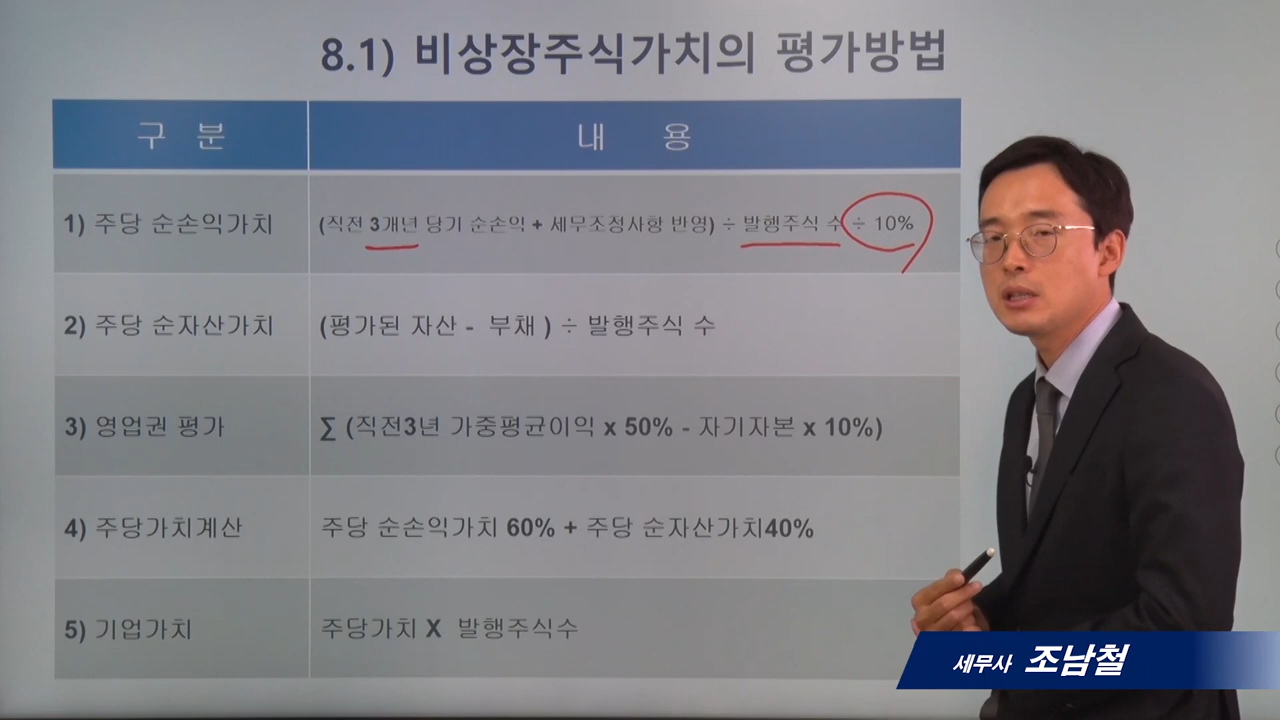 8.1) 비상장주식가치의 평가방법
구 분 내 용
1) 주당 순손익가치 (직전 3개년 당기 순손익 + 세무조정사항 반영) ÷ 발행주식 수 ÷ 10%
2) 주당 순자산가치 (평가된 자산 - 부채 ) ÷ 발행주식 수
3) 영업권 평가 ∑ (직전3년 가중평균이익 x 50% - 자기자본 x 10%)
4) 주당가치계산 주당 순손익가치 60% + 주당 순자산가치40%
5) 기업가치 주당가치 X 발행주식수
세무사 조남철